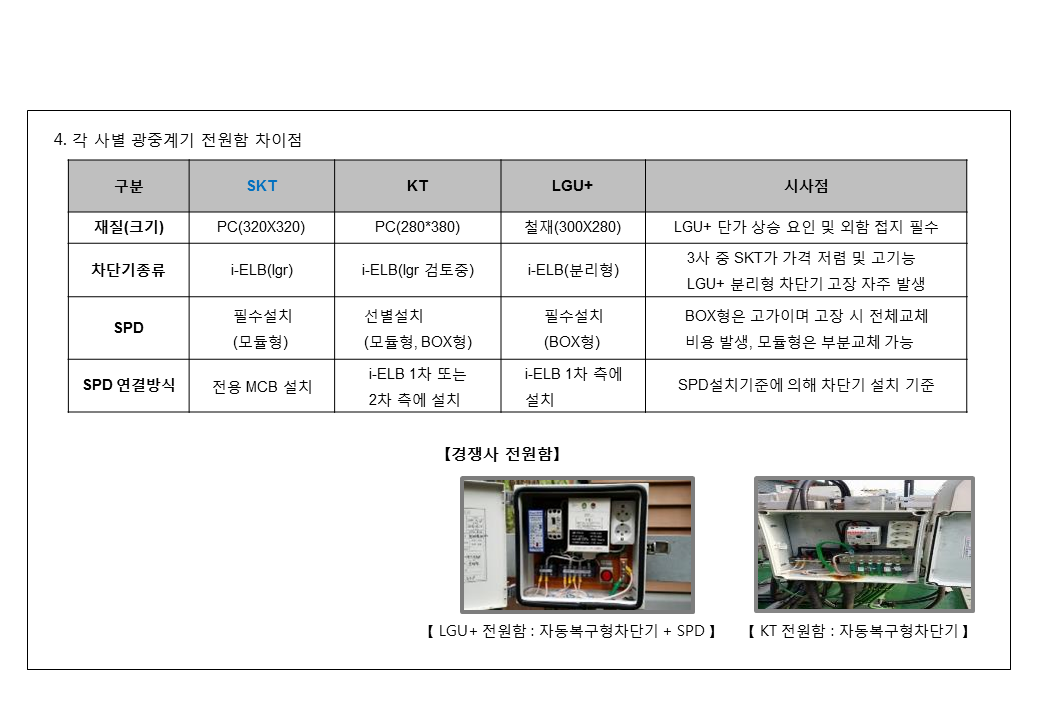 4. 각 사별 광중계기 전원함 차이점
구분 SKT KT LGU+ 시사점
재질(크기) PC(320X320) PC(280*380) 철재(300X280) LGU+ 단가 상승 요인 및 외함 접지 필수
차단기종류 i-ELB(Igr) i-ELB(Igr 검토중) i-ELB(분리형) 3사 중 SKT가 가격 저렴 및 고기능
LGU+ 분리형 차단기 고장 자주 발생
SPD 필수설치 선별설치 필수설치 BOX형은 고가이며 고장 시 전체교체
(모듈형) (모듈형, BOX형) (BOX형) 비용 발생, 모듈형은 부분교체 가능
SPD 연결방식 전용 MCB 설치 i-ELB 1차 또는 i-ELB 1차 측에 SPD설치기준에 의해 차단기 설치 기준
2차 측에 설치 설치
【경쟁사 전원함】
【 LGU+ 전원함 : 자동복구형차단기 + SPD 】 【 KT 전원함 : 자동복구형차단기 】